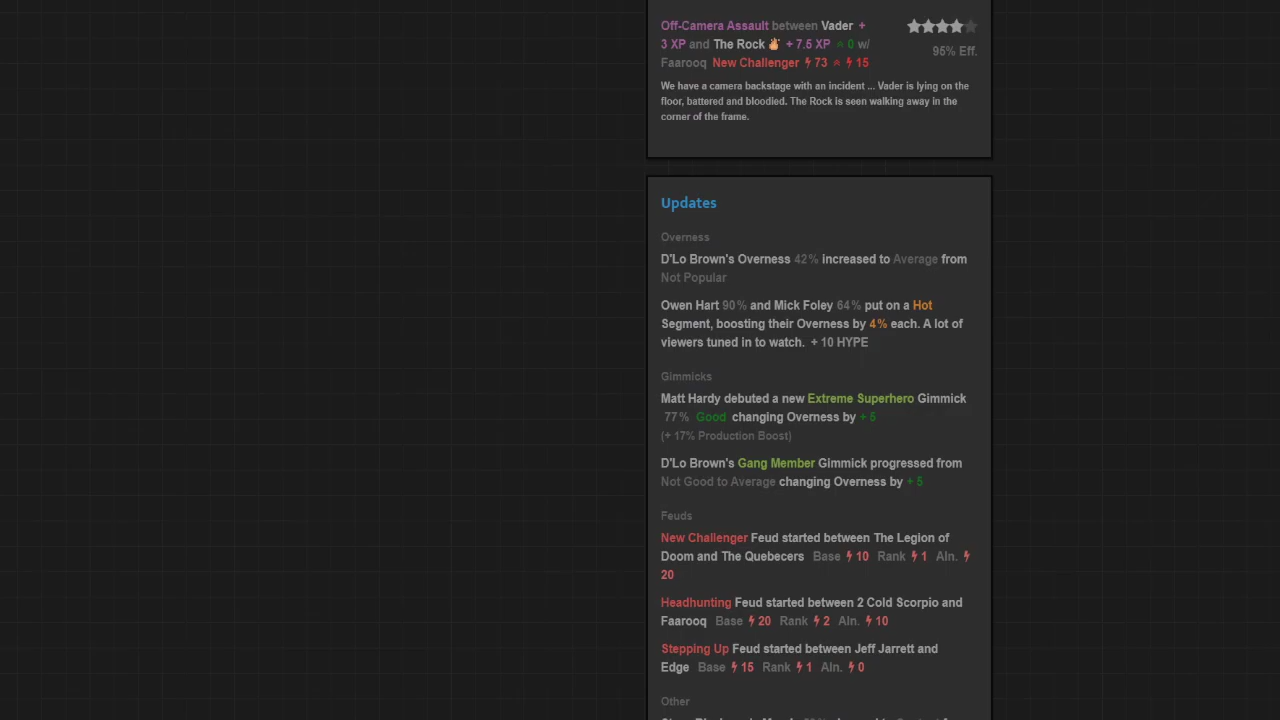 Off-Camera Assault between Vader +
3 XP and The Rock + 7.5 XP 0 w/
Faarooq New Challenger 73 15
95% Eff.
We have a camera backstage with an incident ... Vader is lying on the
floor, battered and bloodied. The Rock is seen walking away in the
corner of the frame.
Updates
Overness
D'Lo Brown's Overness 42% increased to Average from
Not Popular
Owen Hart 90% and Mick Foley 64% put on a Hot
Segment, boosting their Overness by 4% each. A lot of
viewers tuned in to watch. + 10 HYPE
Gimmicks
Matt Hardy debuted a new Extreme Superhero Gimmick
77% Good changing Overness by + 5
(+ 17% Production Boost)
D'Lo Brown's Gang Member Gimmick progressed from
Not Good to Average changing Overness by + 5
Feuds
New Challenger Feud started between The Legion of
Doom and The Quebecers Base 10 Rank 1 Aln.
20
Headhunting Feud started between 2 Cold Scorpio and
Faarooq Base 20 Rank 2 Aln. 10
Stepping Up Feud started between Jeff Jarrett and
Edge Base 15 Rank 1 Aln. 0
Other